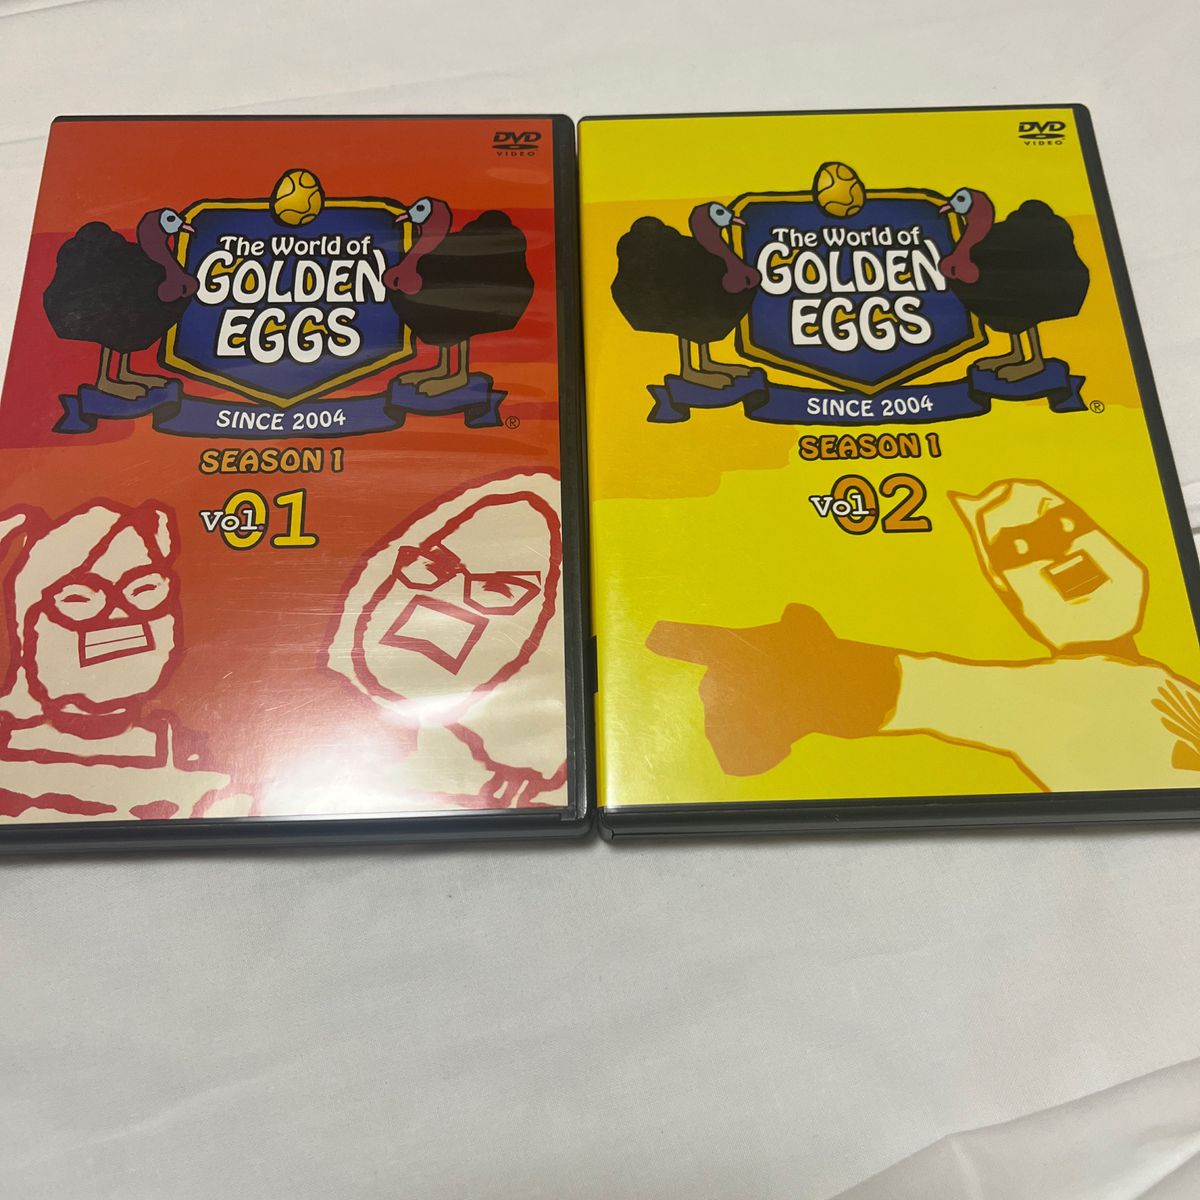 DVD
VIDEO
The World of
GOLDEN
EGGS
SINCE 2004
®
SEASON 1
Vol.01
DVD
VIDEO
The World of
GOLDEN
EGGS
SINCE 2004
®
SEASON 1
Vol.02